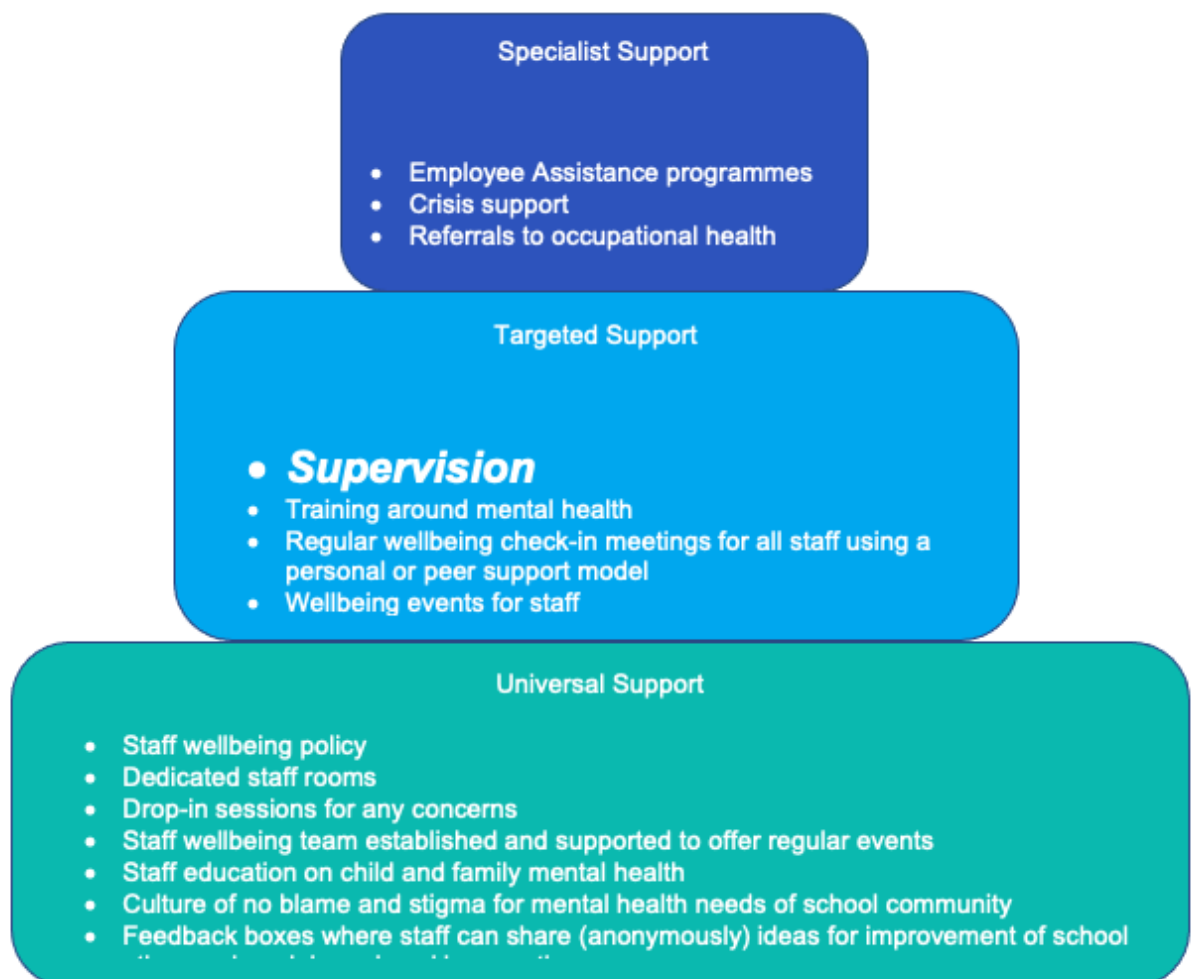 Specialist Support
• Employee Assistance programmes
• Crisis support
• Referrals to occupational health
Targeted Support
• Supervision
• Training around mental health
• Regular wellbeing check-in meetings for all staff using a
personal or peer support model
• Wellbeing events for staff
Universal Support
• Staff wellbeing policy
• Dedicated staff rooms
• Drop-in sessions for any concerns
• Staff wellbeing team established and supported to offer regular events
• Staff education on child and family mental health
• Culture of no blame and stigma for mental health needs of school community
• Feedback boxes where staff can share (anonymously) ideas for improvement of school